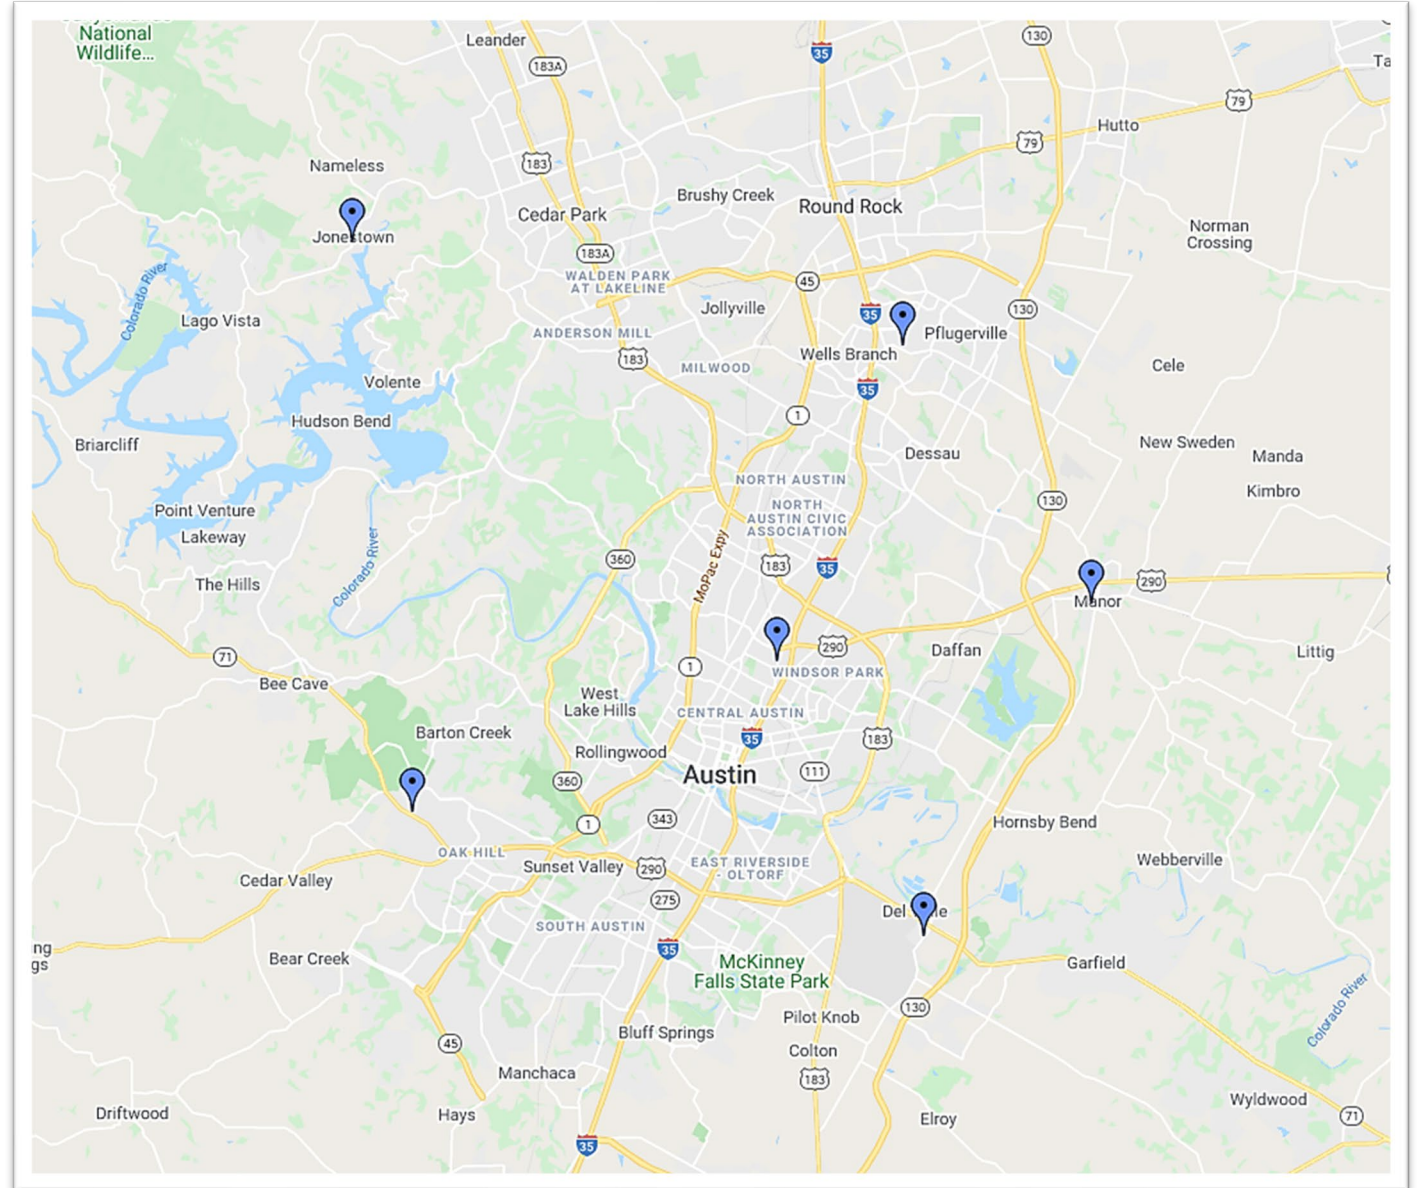 National
Wildlife...
Leander
183A
35
130
Ta
79
Hutto
79
183
Nameless
Brushy Creek
Round Rock
Cedar Park
Norman
Crossing
Jonestown
183A
WALDEN PARK
AT LAKELINE
45
Colorado River
Lago Vista
Jollyville
35
130
ANDERSON MILL
Pflugerville
183
Wells Branch
MILWOOD
Cele
Volente
35
1
Hudson Bend
Briarcliff
New Sweden
Dessau
Manda
NORTH AUSTIN
Kimbro
130
NORTH
AUSTIN CIVIC
ASSOCIATION
Point Venture
Lakeway
Colorado River
360
MoPac Expy
183
35
The Hills
290
Manor
290
Daffan
Littig
71
1
WINDSOR PARK
Bee Cave
West
Lake Hills
CENTRAL AUSTIN
Barton Creek
35
183
Rollingwood
Austin
111
360
343
1
Hornsby Bend
OAK HILL
Sunset Valley
290
EAST RIVERSIDE
- OLTORF
Webberville
Cedar Valley
275
Del
le
SOUTH AUSTIN
35
ng
gs
Bear Creek
McKinney
Falls State Park
Garfield
130
Colorado River
Pilot Knob
Bluff Springs
45
Colton
183
Manchaca
Driftwood
Hays
Elroy
Wyldwood
71
35